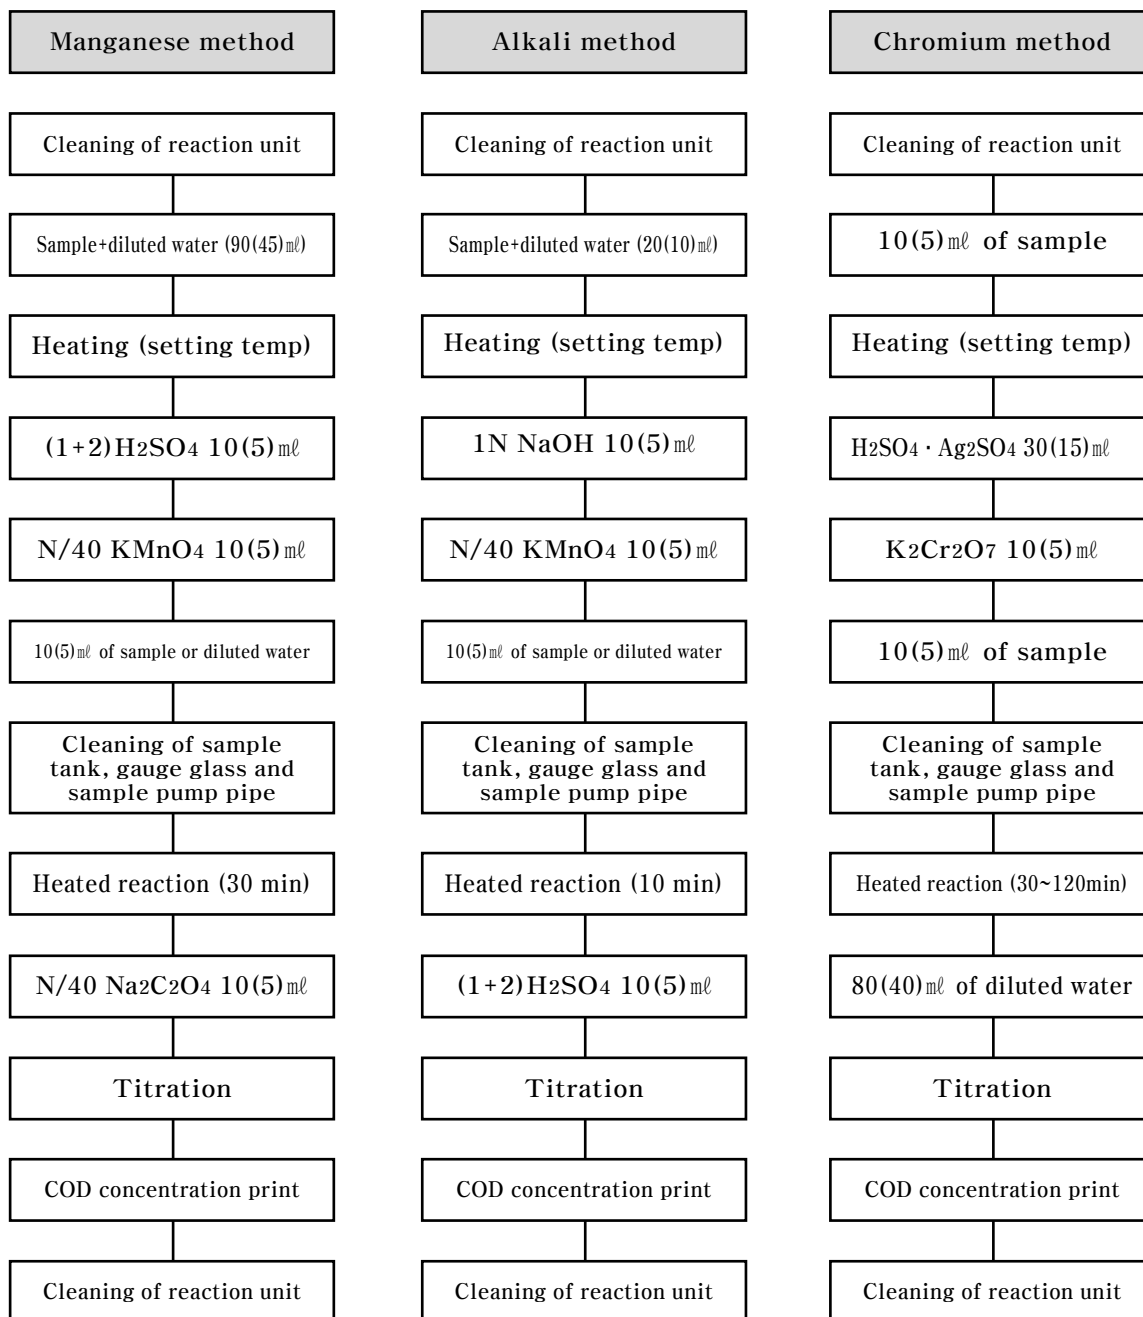 Manganese method
Cleaning of reaction unit
Sample+diluted water (90(45)㎖)
Heating (setting temp)
(1+2)H2SO4 10(5)㎖
N/40 KMnO4 10(5)㎖
10(5)㎖ of sample or diluted water
Cleaning of sample
tank, gauge glass and
sample pump pipe
Heated reaction (30 min)
N/40 Na2C2O4 10(5)㎖
Titration
COD concentration print
Cleaning of reaction unit
Alkali method
Cleaning of reaction unit
Sample+diluted water (20(10)㎖)
Heating (setting temp)
1N NaOH 10(5)㎖
N/40 KMnO4 10(5)㎖
10(5)㎖ of sample or diluted water
Cleaning of sample
tank, gauge glass and
sample pump pipe
Heated reaction (10 min)
(1+2)H2SO4 10(5)㎖
Titration
COD concentration print
Cleaning of reaction unit
Chromium method
Cleaning of reaction unit
10(5)㎖ of sample
Heating (setting temp)
H2SO4 · Ag2SO4 30(15)㎖
K2Cr2O7 10(5)㎖
10(5)㎖ of sample
Cleaning of sample
tank, gauge glass and
sample pump pipe
Heated reaction (30~120min)
80(40)㎖ of diluted water
Titration
COD concentration print
Cleaning of reaction unit